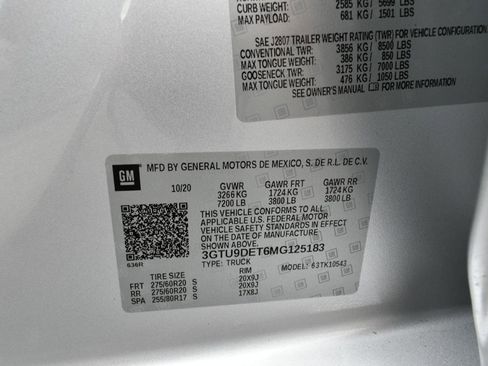 CURB WEIGHT: 2585 KG / 5699 LBS
MAX PAYLOAD: 681 KG / 1501 LBS
SAE J2807 TRAILER WEIGHT RATING (TWR) FOR VEHICLE CONFIGURATION
CONVENTIONAL TWR: 3856 KG / 8500 LBS
MAX TONGUE WEIGHT: 386 KG / 850 LBS
GOOSENECK TWR: 3175 KG / 7000 LBS
MAX TONGUE WEIGHT: 476 KG / 1050 LBS
SEE OWNER'S MANUAL FOR MORE INFORMATION
GM MFD BY GENERAL MOTORS DE MEXICO, S. DE R.L. DE C.V.
10/20 GVWR GAWR FRT GAWR RR
3266 KG 1724 KG 1724 KG
7200 LB 3800 LB 3800 LB
THIS VEHICLE CONFORMS TO ALL
APPLICABLE U.S. FEDERAL MOTOR
VEHICLE SAFETY STANDARDS IN EFFECT
ON THE DATE OF MANUFACTURE SHOWN ABOVE.
3GTU9DET6MG125183
636R TYPE: TRUCK MODEL: 63TK10543
TIRE SIZE RIM
FRT 275/60R20 S 20X9J
RR 275/60R20 S 20X9J
SPA 255/80R17 S 17X8J